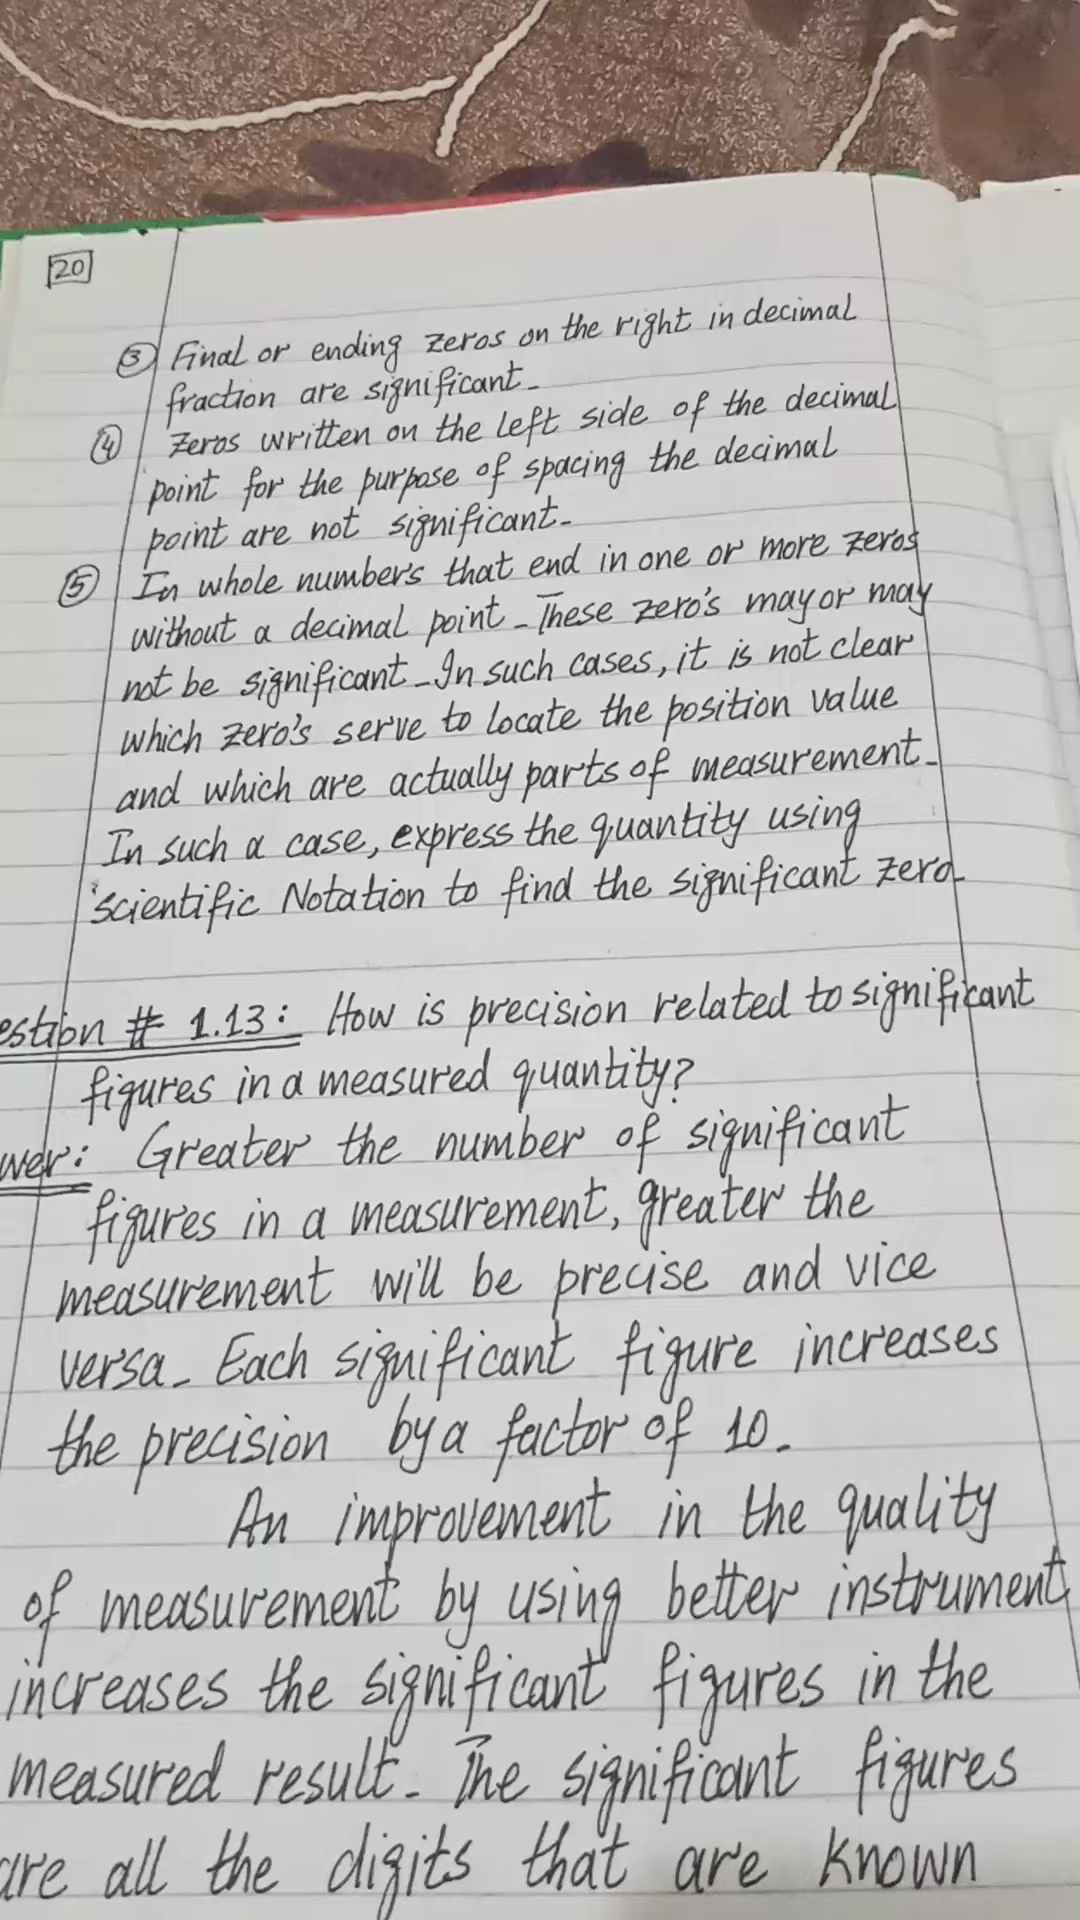 20
③ Final or ending zeros on the right in decimal
fraction are significant.
④ Zeros written on the left side of the decimal
point for the purpose of spacing the decimal
point are not significant.
⑤ In whole numbers that end in one or more zeros
without a decimal point. These zero's may or may
not be significant. In such cases, it is not clear
which zero's serve to locate the position value
and which are actually parts of measurement.
In such a case, express the quantity using
scientific Notation to find the significant zero.
estion # 1.13: How is precision related to significant
figures in a measured quantity?
wer: Greater the number of significant
figures in a measurement, greater the
measurement will be precise and vice
versa. Each significant figure increases
the precision by a factor of 10.
An improvement in the quality
of measurement by using better instrument
increases the significant figures in the
measured result. The significant figures
are all the digits that are known